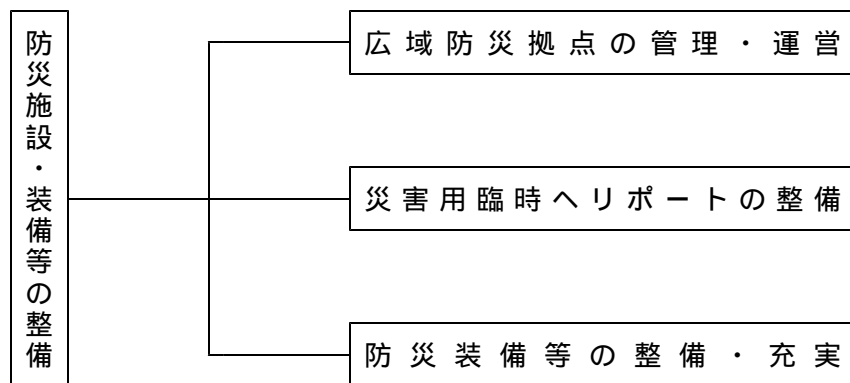 防災施設・装備等の整備
広域防災拠点の管理・運営
災害用臨時ヘリポートの整備
防災装備等の整備・充実